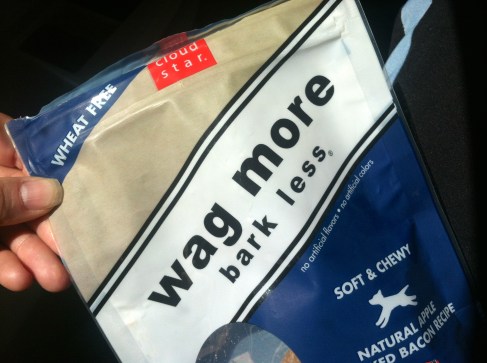 cloud
star.
WHEAT FREE
wag more
bark less®
no artificial flavors • no artificial colors
SOFT & CHEWY
NATURAL APPLE
BACON RECIPE